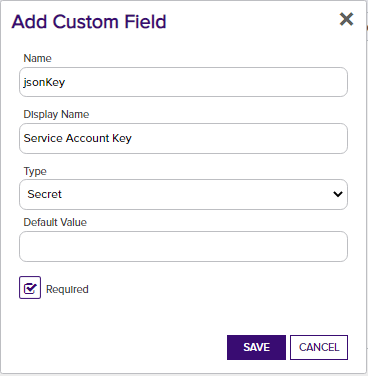 Add Custom Field
Name
jsonKey
Display Name
Service Account Key
Type
Secret
Default Value
Required
SAVE CANCEL